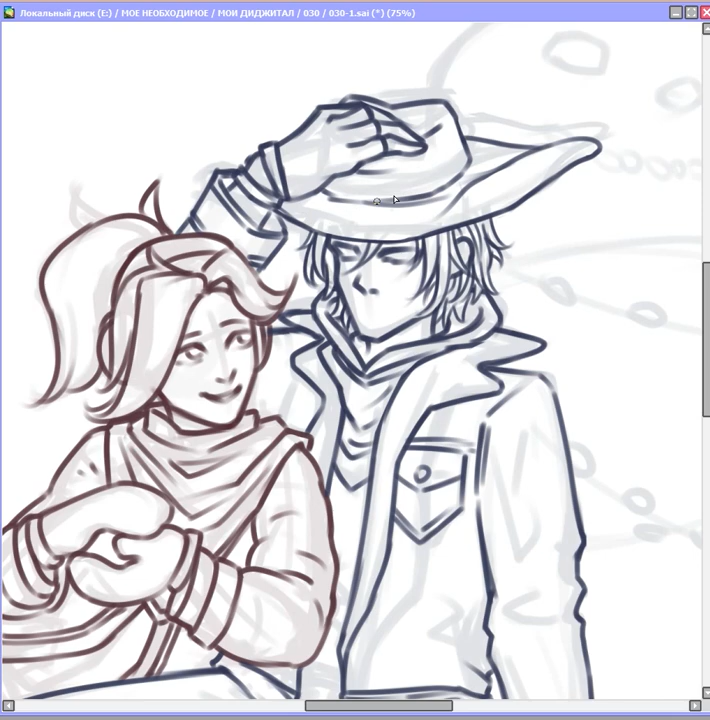 Локальный диск (E:) / МОЕ НЕОБХОДИМОЕ / МОИ ДИДЖИТАЛ / 030 / 030-1.sai (*) (75%)